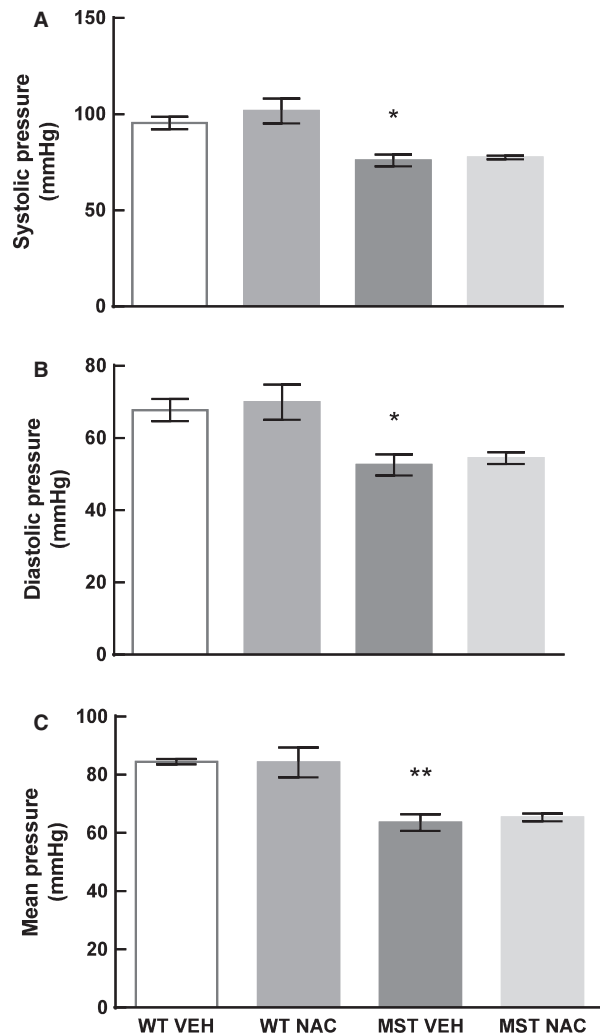 A
Systolic pressure
(mmHg)
150
100
50
0
*
B
Diastolic pressure
(mmHg)
80
60
40
20
0
*
C
Mean pressure
(mmHg)
100
80
60
40
20
0
**
WT VEH WT NAC MST VEH MST NAC